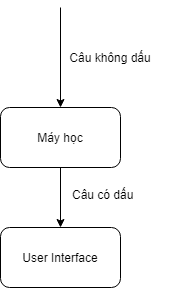 Câu không dấu
Máy học
Câu có dấu
User Interface